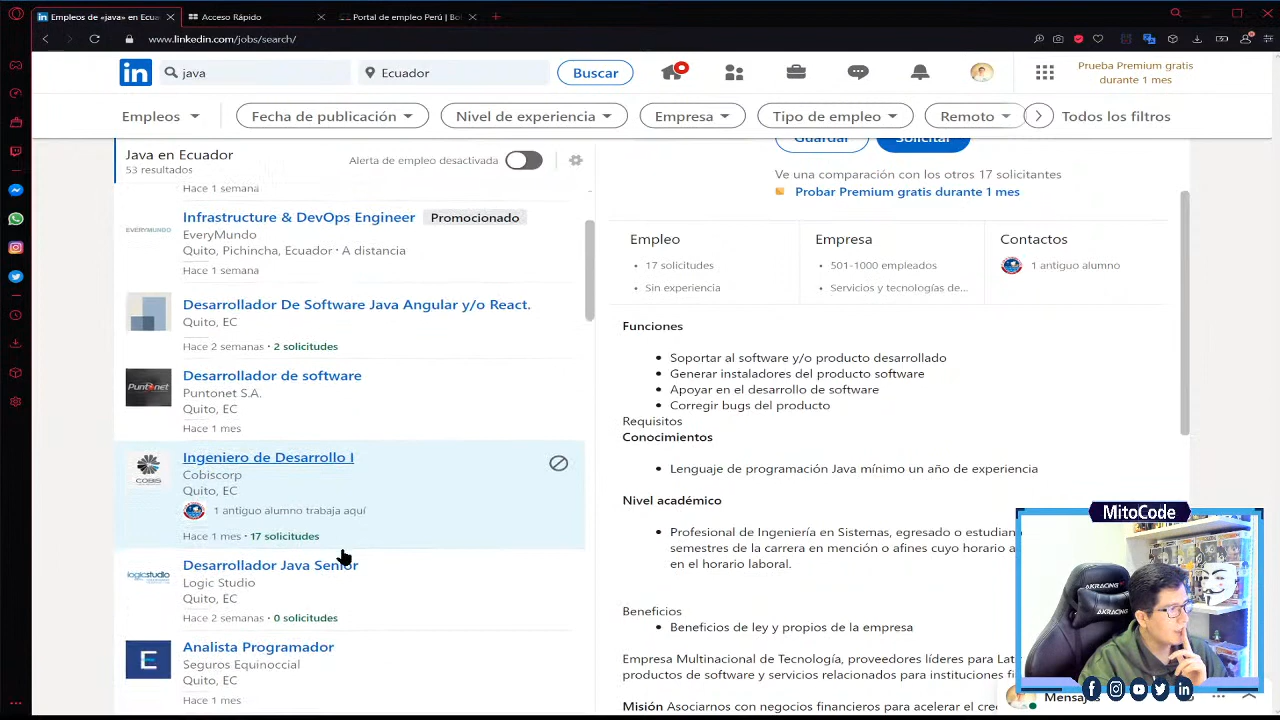 Empleos de «java» en Ecua
Acceso Rápido
Portal de empleo Perú | Bol
www.linkedin.com/jobs/search/
in
java
Ecuador
Buscar
Prueba Premium gratis
durante 1 mes
Empleos
Fecha de publicación
Nivel de experiencia
Empresa
Tipo de empleo
Remoto
Todos los filtros
Java en Ecuador
53 resultados
Alerta de empleo desactivada
Hace 1 semana
Infrastructure & DevOps Engineer
Promocionado
EVERYMUNDO
EveryMundo
Quito, Pichincha, Ecuador · A distancia
Hace 1 semana
Desarrollador De Software Java Angular y/o React.
Quito, EC
Hace 2 semanas · 2 solicitudes
Desarrollador de software
Puntonet
Puntonet S.A.
Quito, EC
Hace 1 mes
Ingeniero de Desarrollo I
COBIS
Cobiscorp
Quito, EC
1 antiguo alumno trabaja aquí
Hace 1 mes · 17 solicitudes
Desarrollador Java Senior
logicstudio
Logic Studio
Quito, EC
Hace 2 semanas · 0 solicitudes
Analista Programador
E
Seguros Equinoccial
Quito, EC
Hace 1 mes
Guardar
Solicitar
Ve una comparación con los otros 17 solicitantes
Probar Premium gratis durante 1 mes
Empleo
17 solicitudes
Sin experiencia
Empresa
501-1000 empleados
Servicios y tecnologías de...
Contactos
1 antiguo alumno
Funciones
Soportar al software y/o producto desarrollado
Generar instaladores del producto software
Apoyar en el desarrollo de software
Corregir bugs del producto
Requisitos
Conocimientos
Lenguaje de programación Java mínimo un año de experiencia
Nivel académico
Profesional de Ingeniería en Sistemas, egresado o estudian
semestres de la carrera en mención o afines cuyo horario a
en el horario laboral.
Beneficios
Beneficios de ley y propios de la empresa
Empresa Multinacional de Tecnología, proveedores líderes para Lat
productos de software y servicios relacionados para instituciones fi
Misión Asociarnos con negocios financieros para acelerar el crec
Mensajes
MitoCode
AKRACING
AKRACING